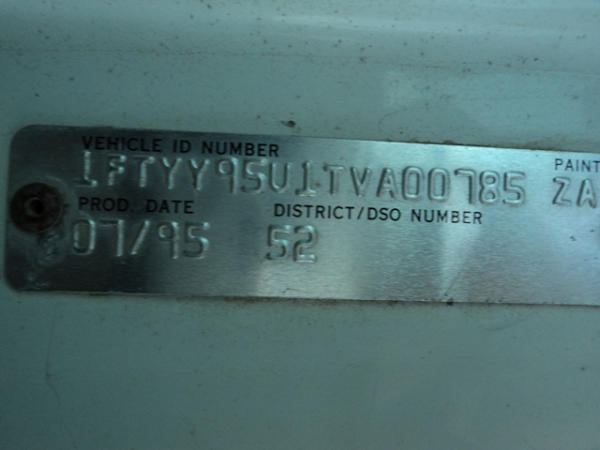 VEHICLE ID NUMBER PAINT
1FTYY95U1TVA00785 ZA
PROD. DATE DISTRICT/DSO NUMBER
07/95 52